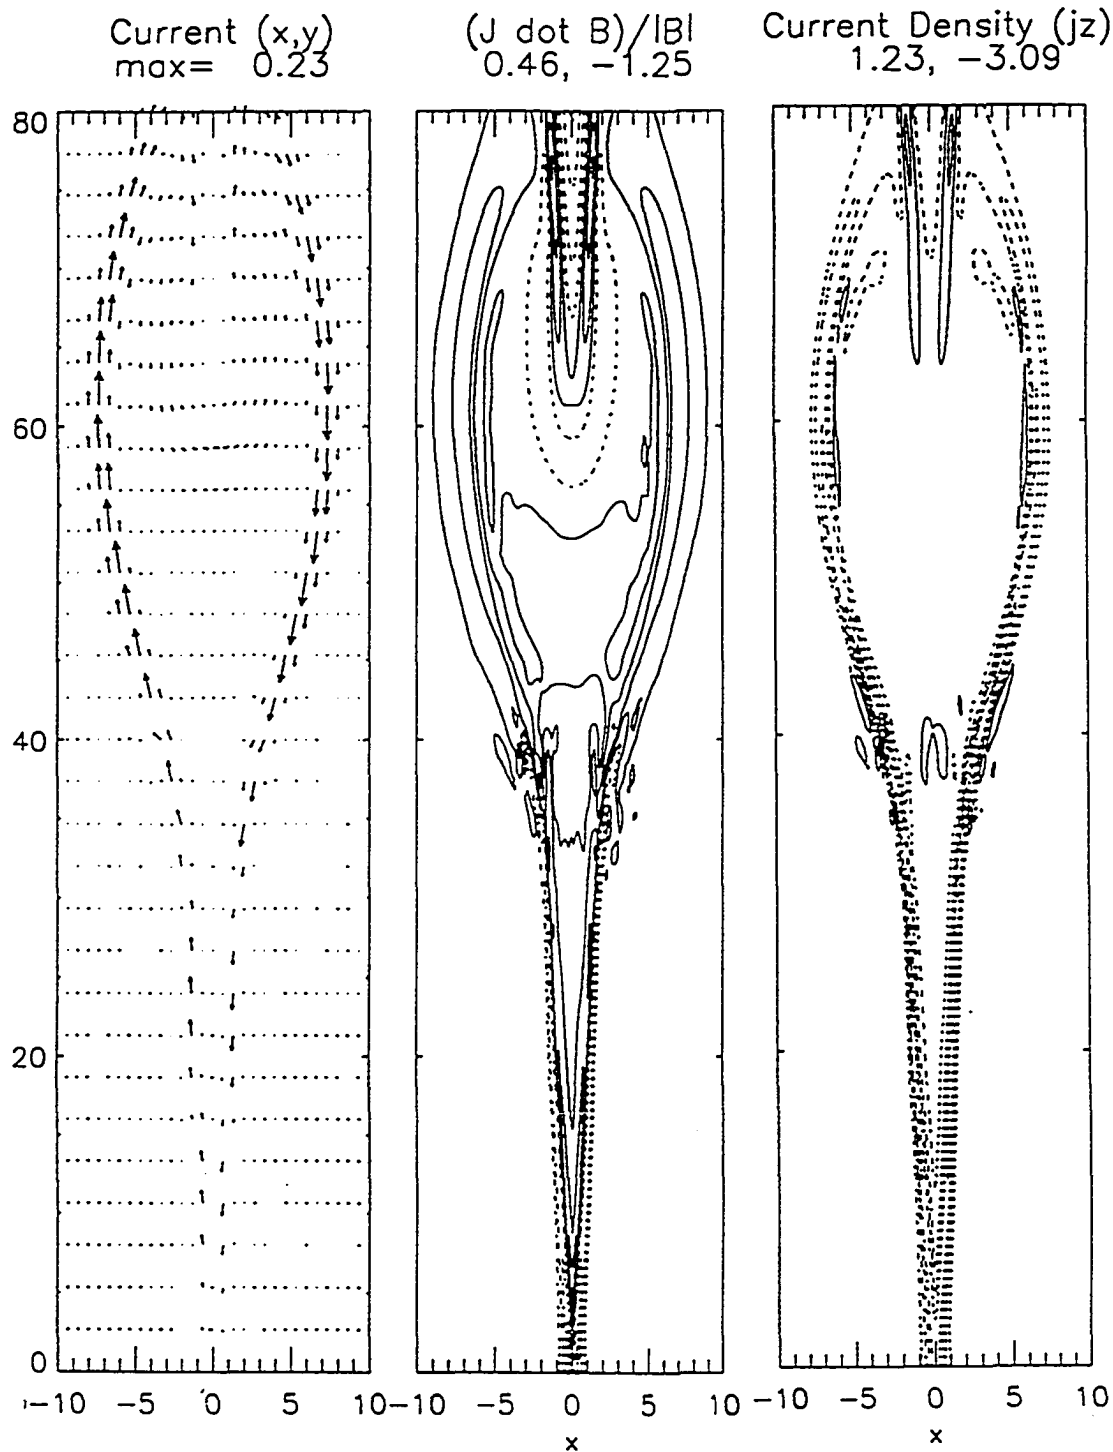 Current (x,y)
max= 0.23
(J dot B)/|B|
0.46, −1.25
Current Density (jz)
1.23, −3.09
80
60
40
20
0
−10 −5 0 5 10
−10 −5 0 5 10
−10 −5 0 5 10
x
x